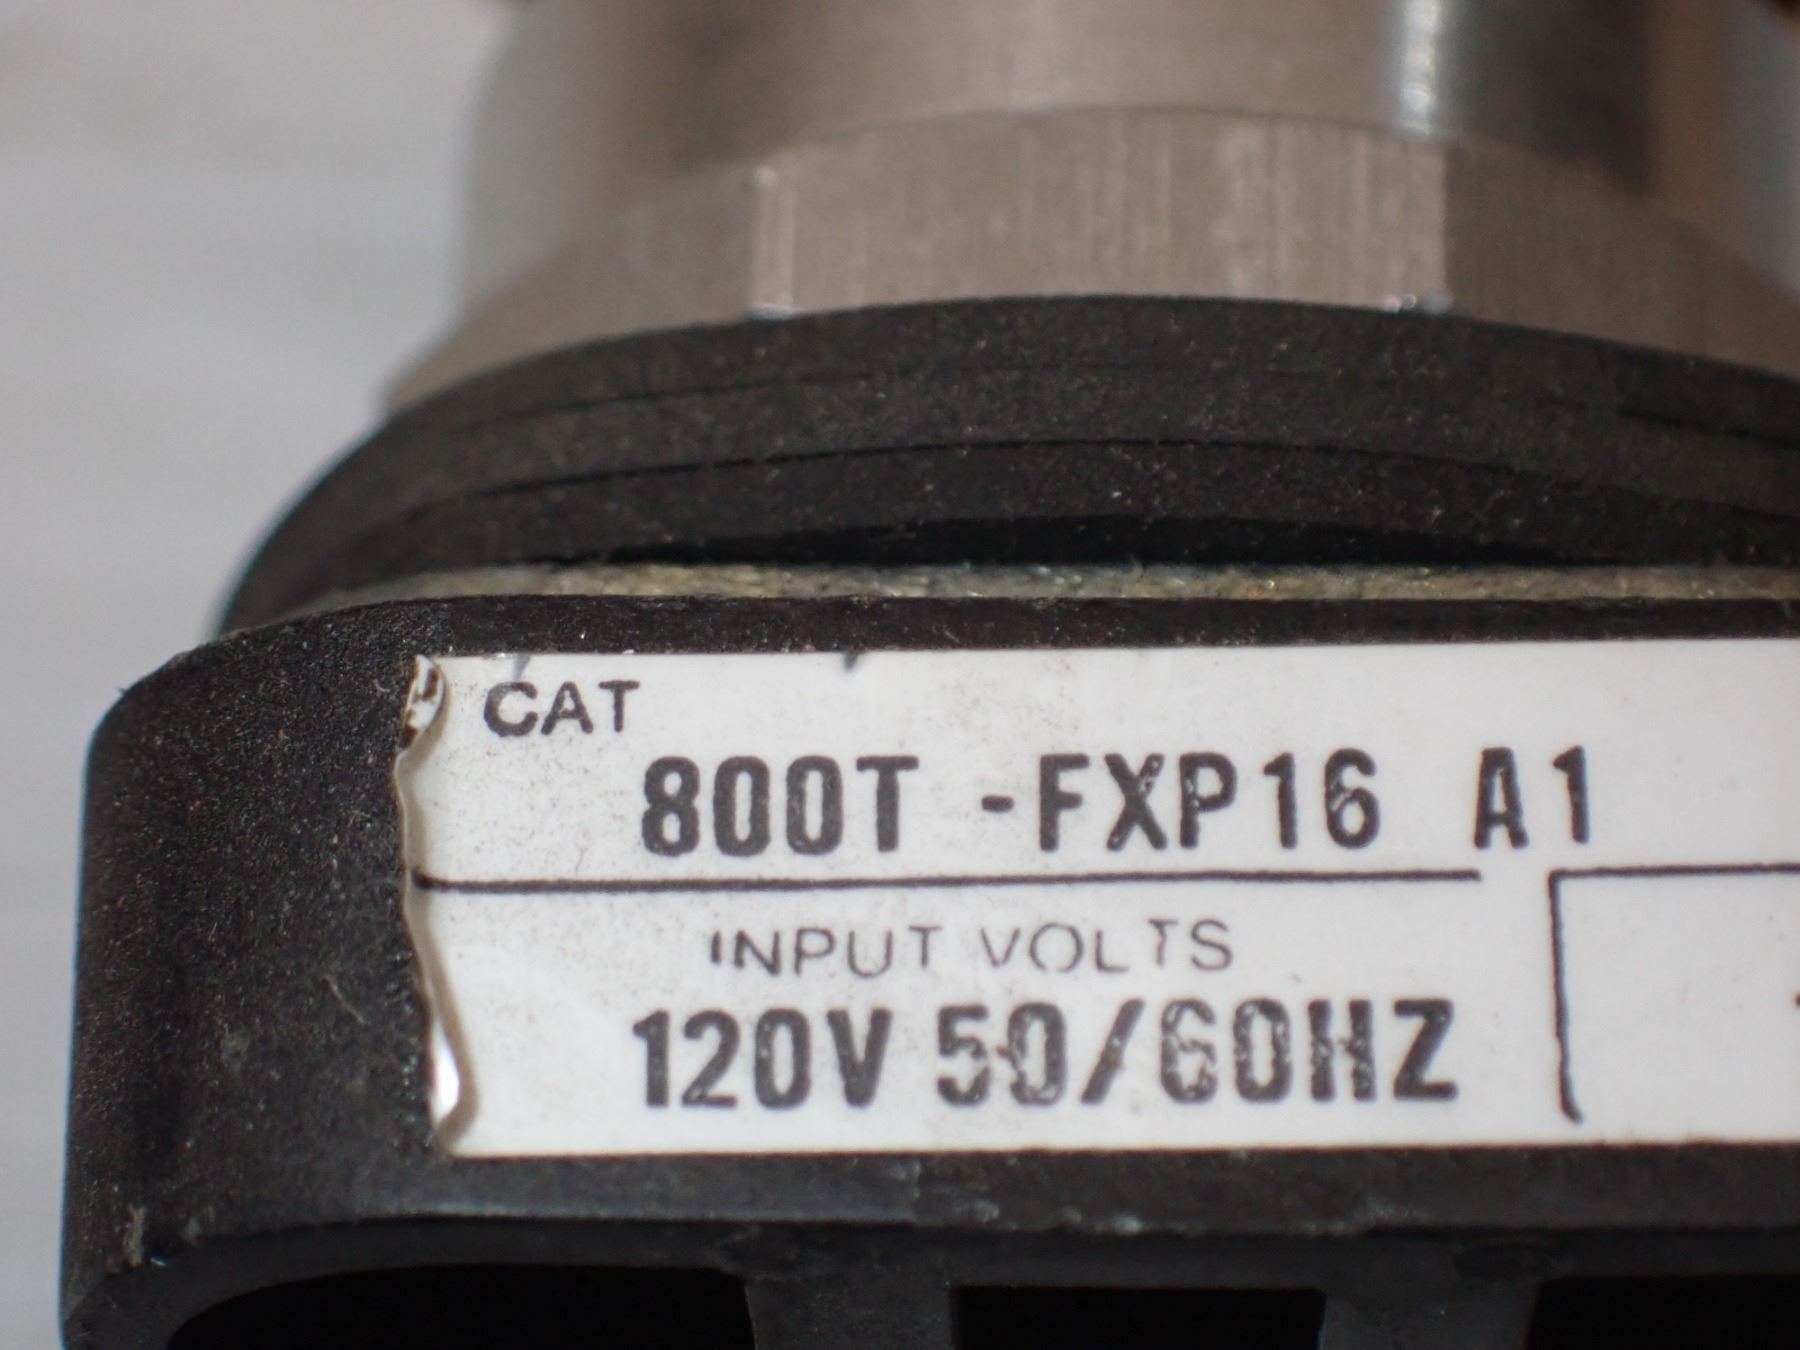 CAT
800T -FXP16 A1
INPUT VOLTS
120V 50/60HZ